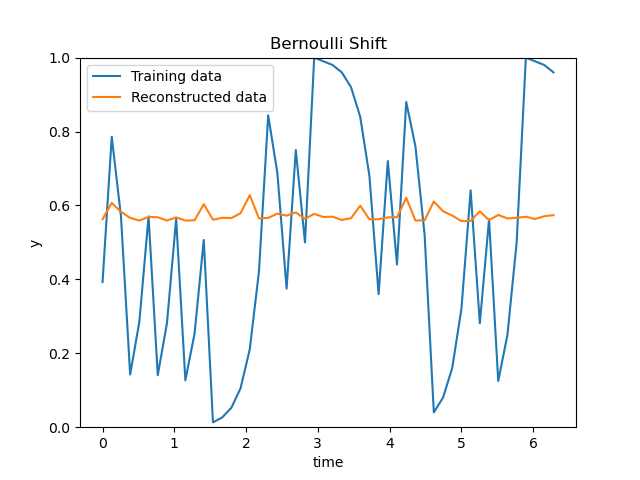 Bernoulli Shift
Training data
Reconstructed data
1.0
0.8
0.6
0.4
0.2
0.0
y
0 1 2 3 4 5 6
time